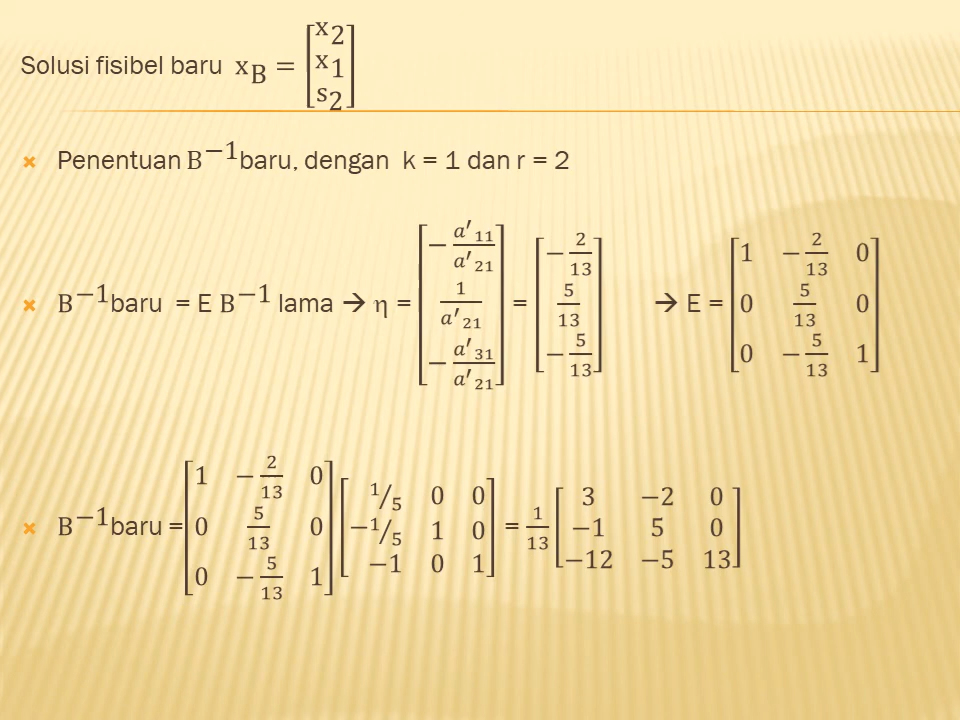 Solusi fisibel baru x_B = [x_2; x_1; s_2]
Penentuan B^{−1} baru, dengan k = 1 dan r = 2
B^{−1} baru = E B^{−1} lama → η = [−a′_{11}/a′_{21}; 1/a′_{21}; −a′_{31}/a′_{21}] = [−2/13; 5/13; −5/13] → E = [1 −2/13 0; 0 5/13 0; 0 −5/13 1]
B^{−1} baru = [1 −2/13 0; 0 5/13 0; 0 −5/13 1] [1/5 0 0; −1/5 1 0; −1 0 1] = 1/13 [3 −2 0; −1 5 0; −12 −5 13]